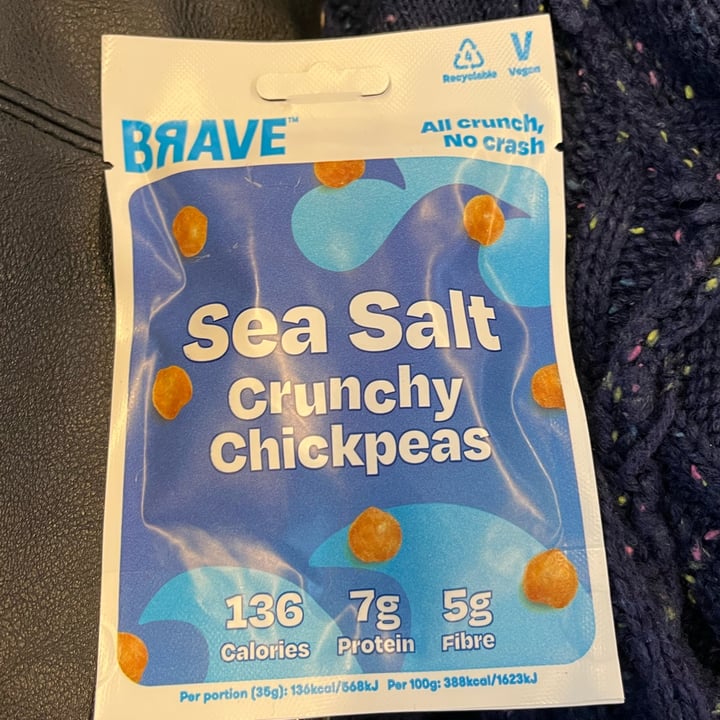 4
Recyclable
V
Vegan
BRAVE™
All crunch,
No crash
Sea Salt
Crunchy
Chickpeas
136
Calories
7g
Protein
5g
Fibre
Per portion (35g): 136kcal/568kJ Per 100g: 388kcal/1623kJ